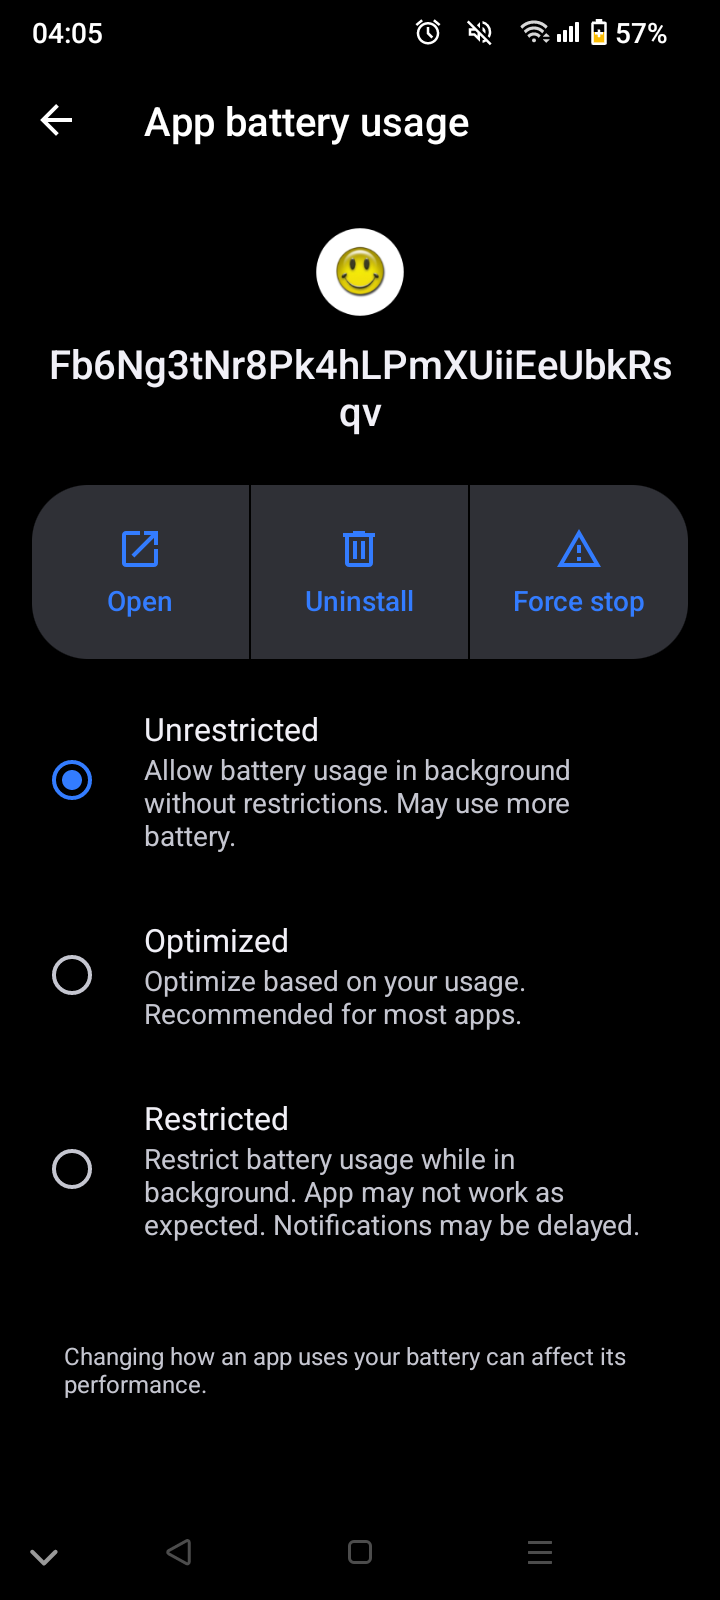 04:05
57%
App battery usage
Fb6Ng3tNr8Pk4hLPmXUiiEeUbkRs
qv
Open
Uninstall
Force stop
Unrestricted
Allow battery usage in background
without restrictions. May use more
battery.
Optimized
Optimize based on your usage.
Recommended for most apps.
Restricted
Restrict battery usage while in
background. App may not work as
expected. Notifications may be delayed.
Changing how an app uses your battery can affect its
performance.